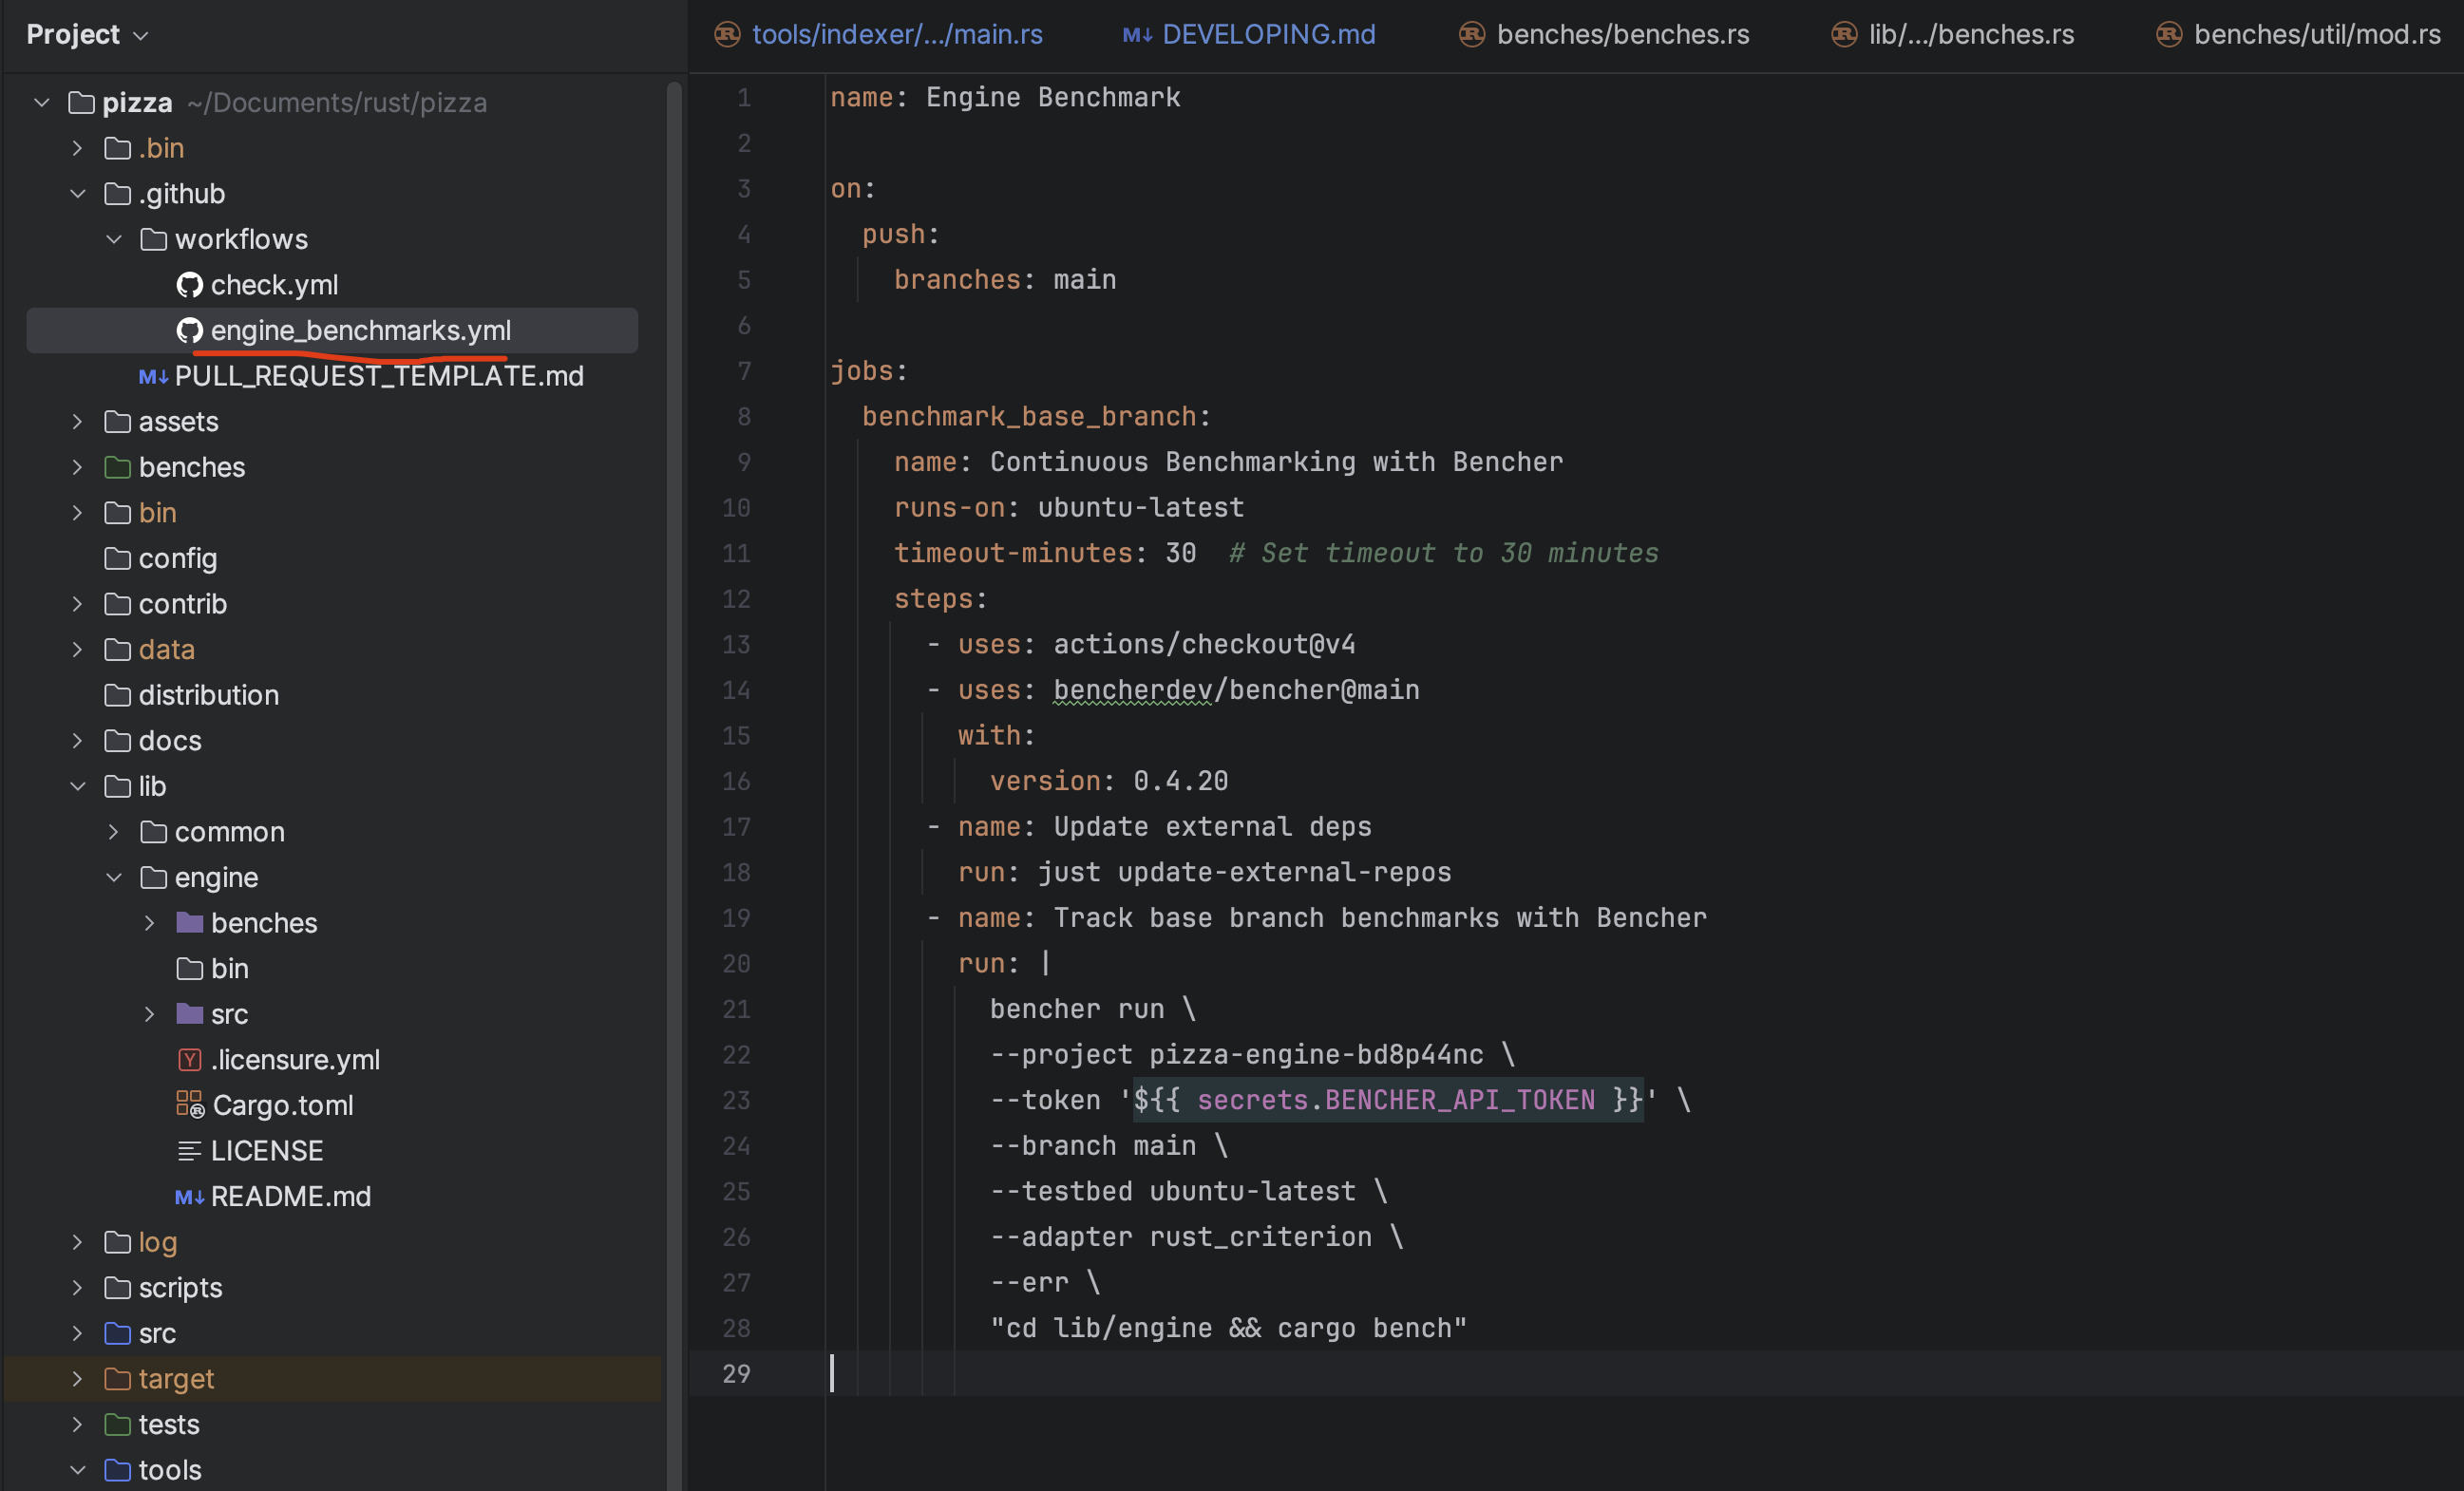 Project
tools/indexer/.../main.rs
M↓ DEVELOPING.md
benches/benches.rs
lib/.../benches.rs
benches/util/mod.rs
pizza ~/Documents/rust/pizza
.bin
.github
workflows
check.yml
engine_benchmarks.yml
M↓ PULL_REQUEST_TEMPLATE.md
assets
benches
bin
config
contrib
data
distribution
docs
lib
common
engine
benches
bin
src
.licensure.yml
Cargo.toml
LICENSE
M↓ README.md
log
scripts
src
target
tests
tools
1 name: Engine Benchmark
2
3 on:
4   push:
5     branches: main
6
7 jobs:
8   benchmark_base_branch:
9     name: Continuous Benchmarking with Bencher
10     runs-on: ubuntu-latest
11     timeout-minutes: 30  # Set timeout to 30 minutes
12     steps:
13       - uses: actions/checkout@v4
14       - uses: bencherdev/bencher@main
15         with:
16           version: 0.4.20
17       - name: Update external deps
18         run: just update-external-repos
19       - name: Track base branch benchmarks with Bencher
20         run: |
21           bencher run \
22           --project pizza-engine-bd8p44nc \
23           --token '${{ secrets.BENCHER_API_TOKEN }}' \
24           --branch main \
25           --testbed ubuntu-latest \
26           --adapter rust_criterion \
27           --err \
28           "cd lib/engine && cargo bench"
29